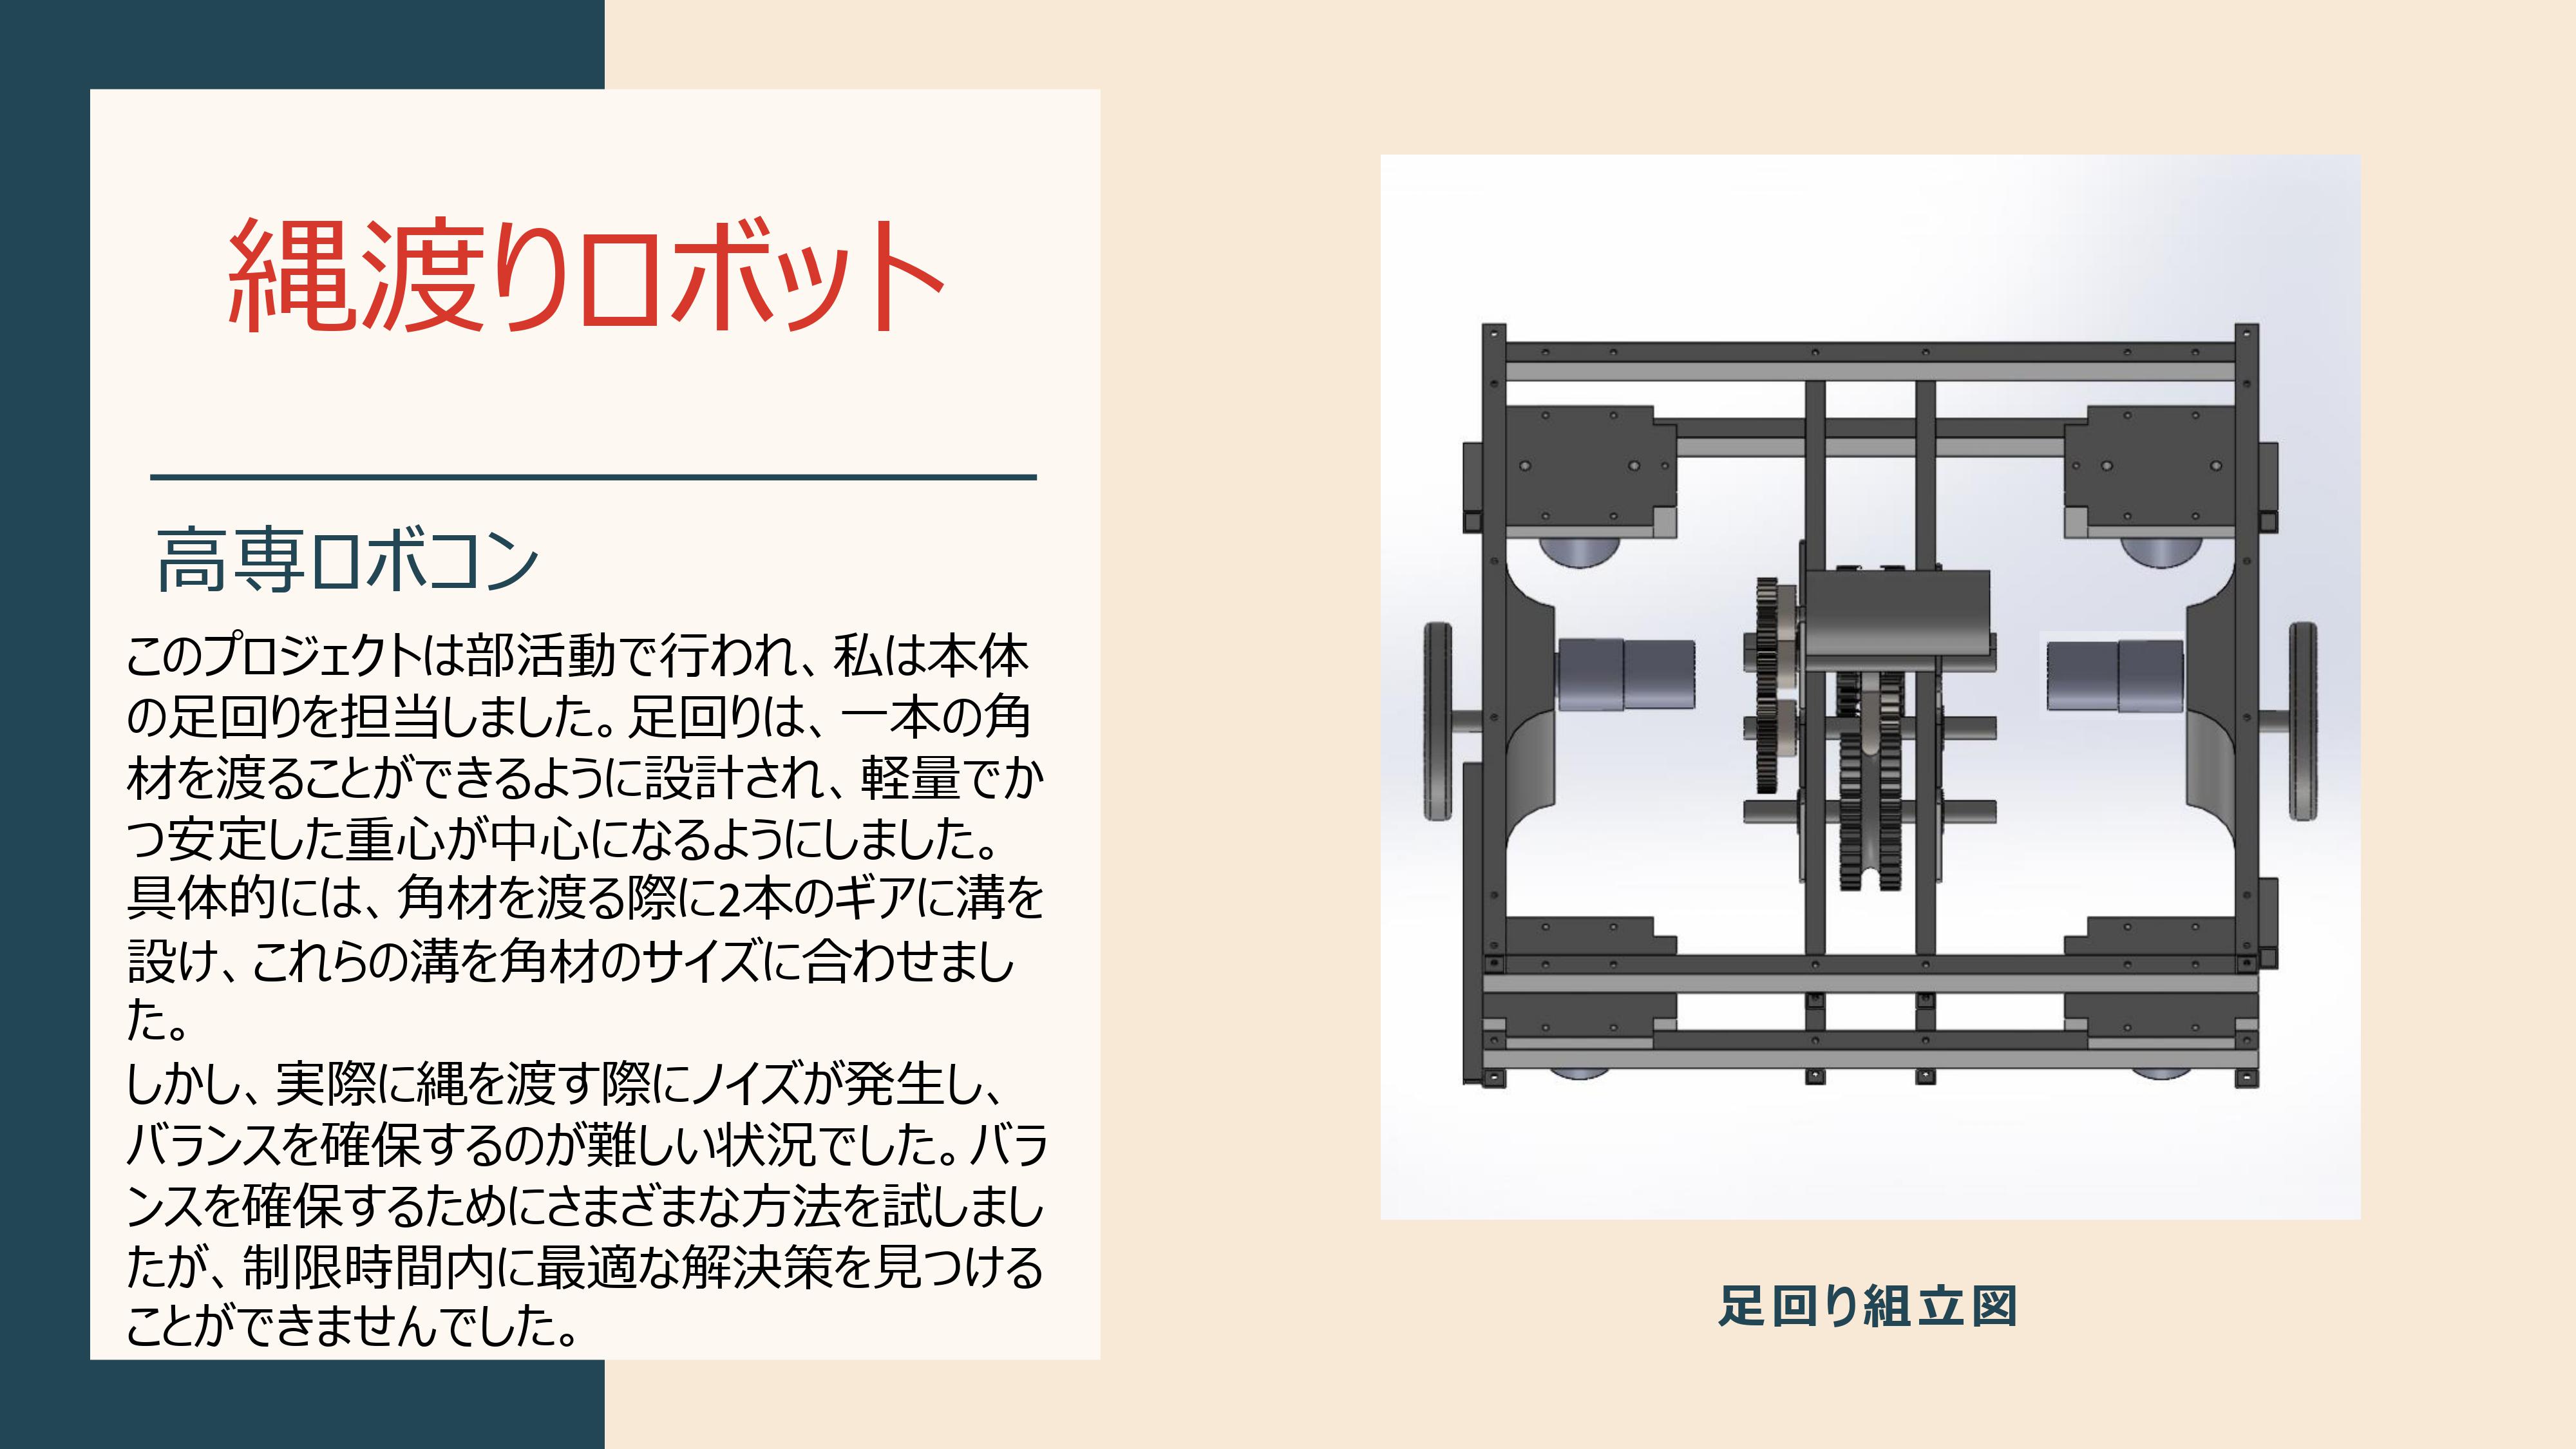 縄渡りロボット
高専ロボコン
このプロジェクトは部活動で行われ、私は本体
の足回りを担当しました。足回りは、一本の角
材を渡ることができるように設計され、軽量でか
つ安定した重心が中心になるようにしました。
具体的には、角材を渡る際に2本のギアに溝を
設け、これらの溝を角材のサイズに合わせまし
た。
しかし、実際に縄を渡す際にノイズが発生し、
バランスを確保するのが難しい状況でした。バラ
ンスを確保するためにさまざまな方法を試しまし
たが、制限時間内に最適な解決策を見つける
ことができませんでした。
足回り組立図